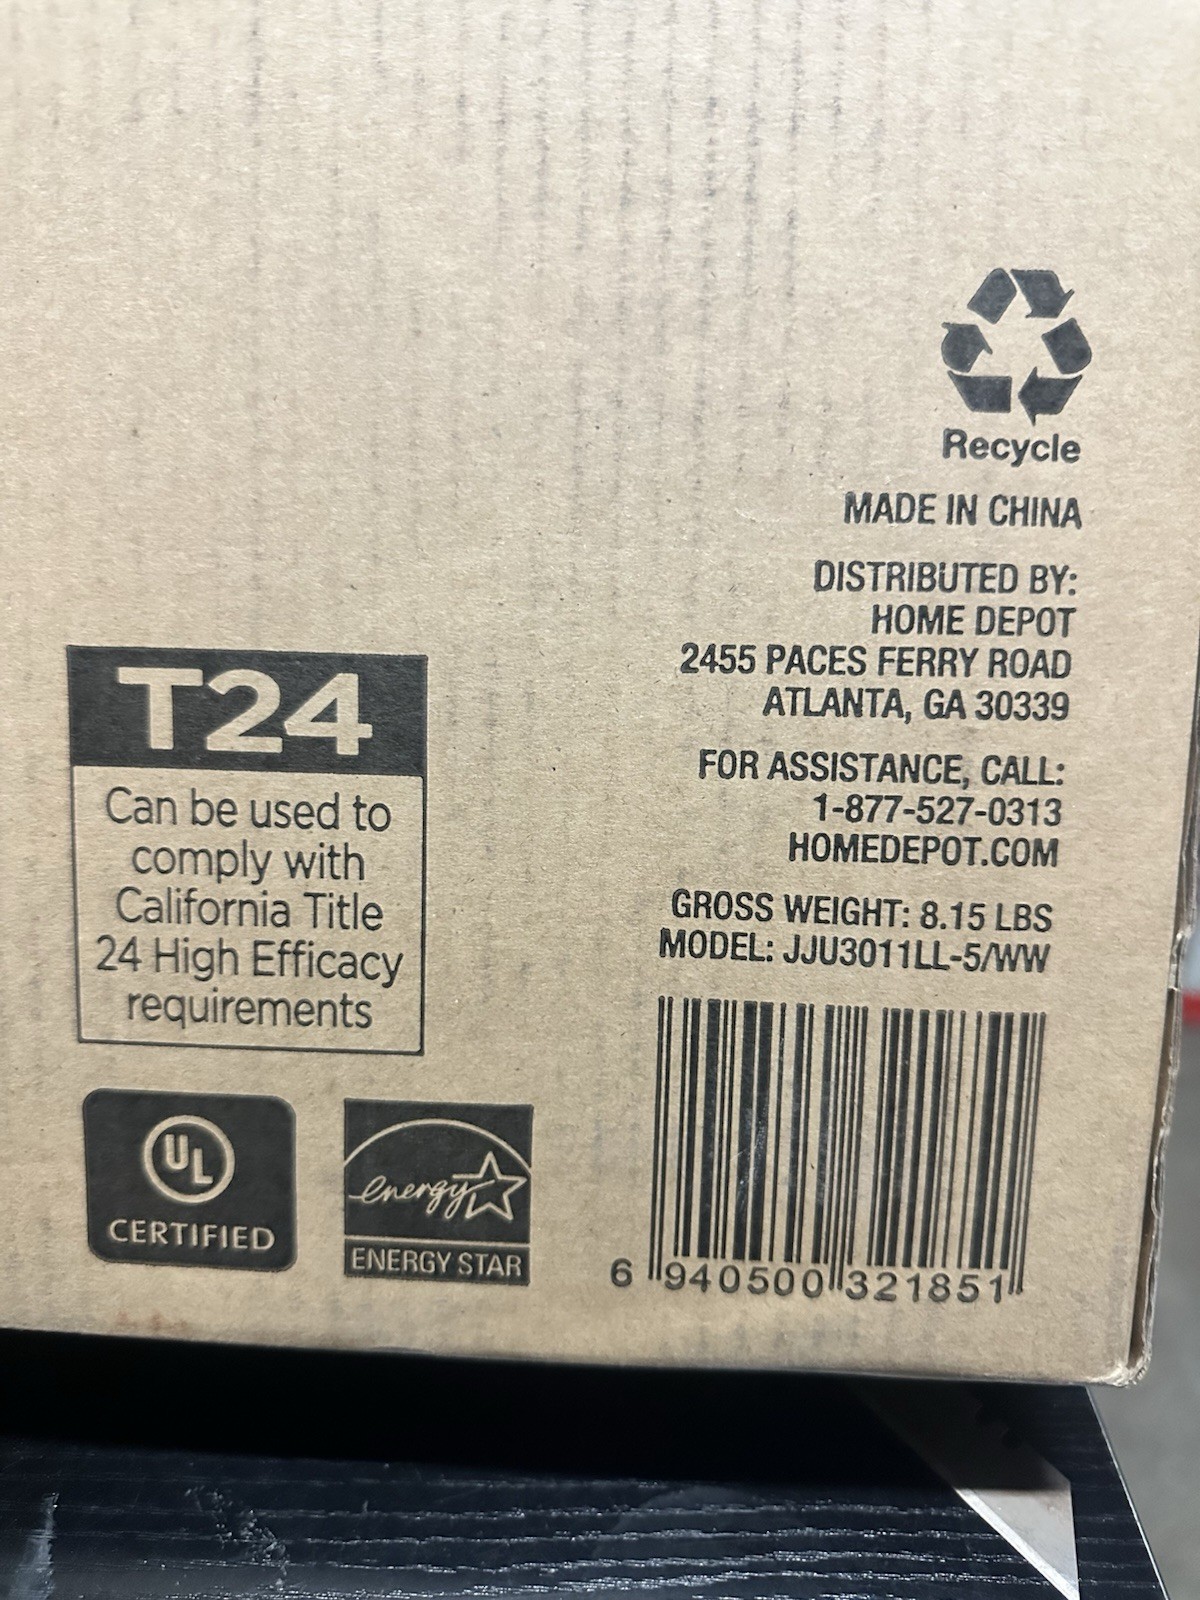 Recycle
MADE IN CHINA
DISTRIBUTED BY:
HOME DEPOT
2455 PACES FERRY ROAD
ATLANTA, GA 30339
FOR ASSISTANCE, CALL:
1-877-527-0313
HOMEDEPOT.COM
GROSS WEIGHT: 8.15 LBS
MODEL: JJU3011LL-5/WW
6 940500 321851
T24
Can be used to
comply with
California Title
24 High Efficacy
requirements
UL
CERTIFIED
energy
ENERGY STAR